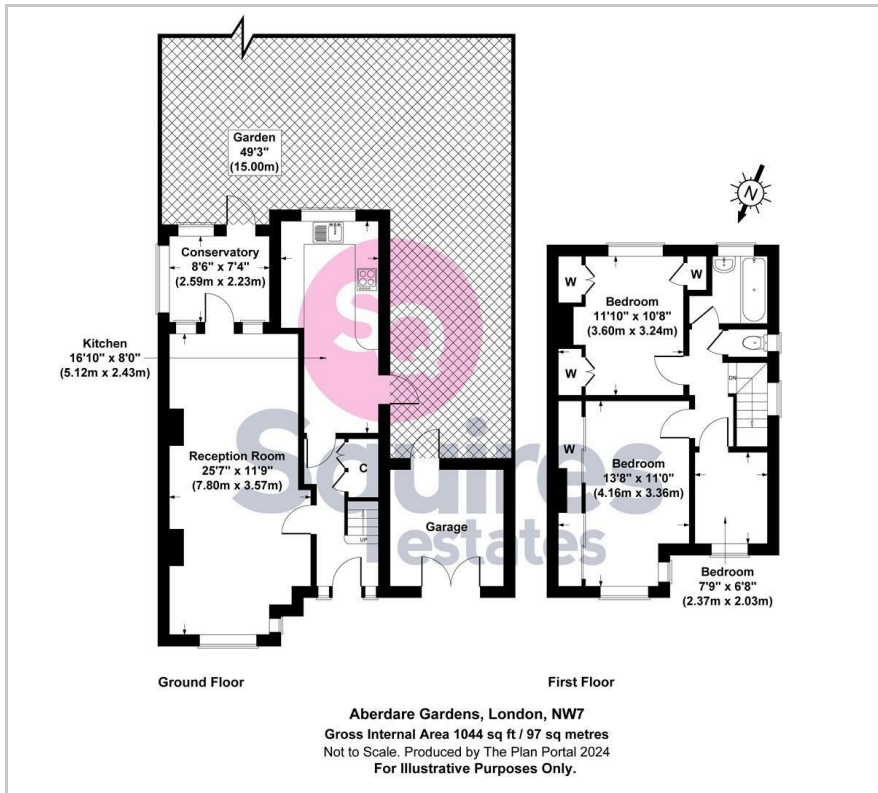 Garden
49'3"
(15.00m)
Conservatory
8'6" x 7'4"
(2.59m x 2.23m)
Kitchen
16'10" x 8'0"
(5.12m x 2.43m)
Reception Room
25'7" x 11'9"
(7.80m x 3.57m)
C
UP
Garage
N
W
W
Bedroom
11'10" x 10'8"
(3.60m x 3.24m)
W
DN
W
Bedroom
13'8" x 11'0"
(4.16m x 3.36m)
Bedroom
7'9" x 6'8"
(2.37m x 2.03m)
Squires
estates
Ground Floor
First Floor
Aberdare Gardens, London, NW7
Gross Internal Area 1044 sq ft / 97 sq metres
Not to Scale. Produced by The Plan Portal 2024
For Illustrative Purposes Only.